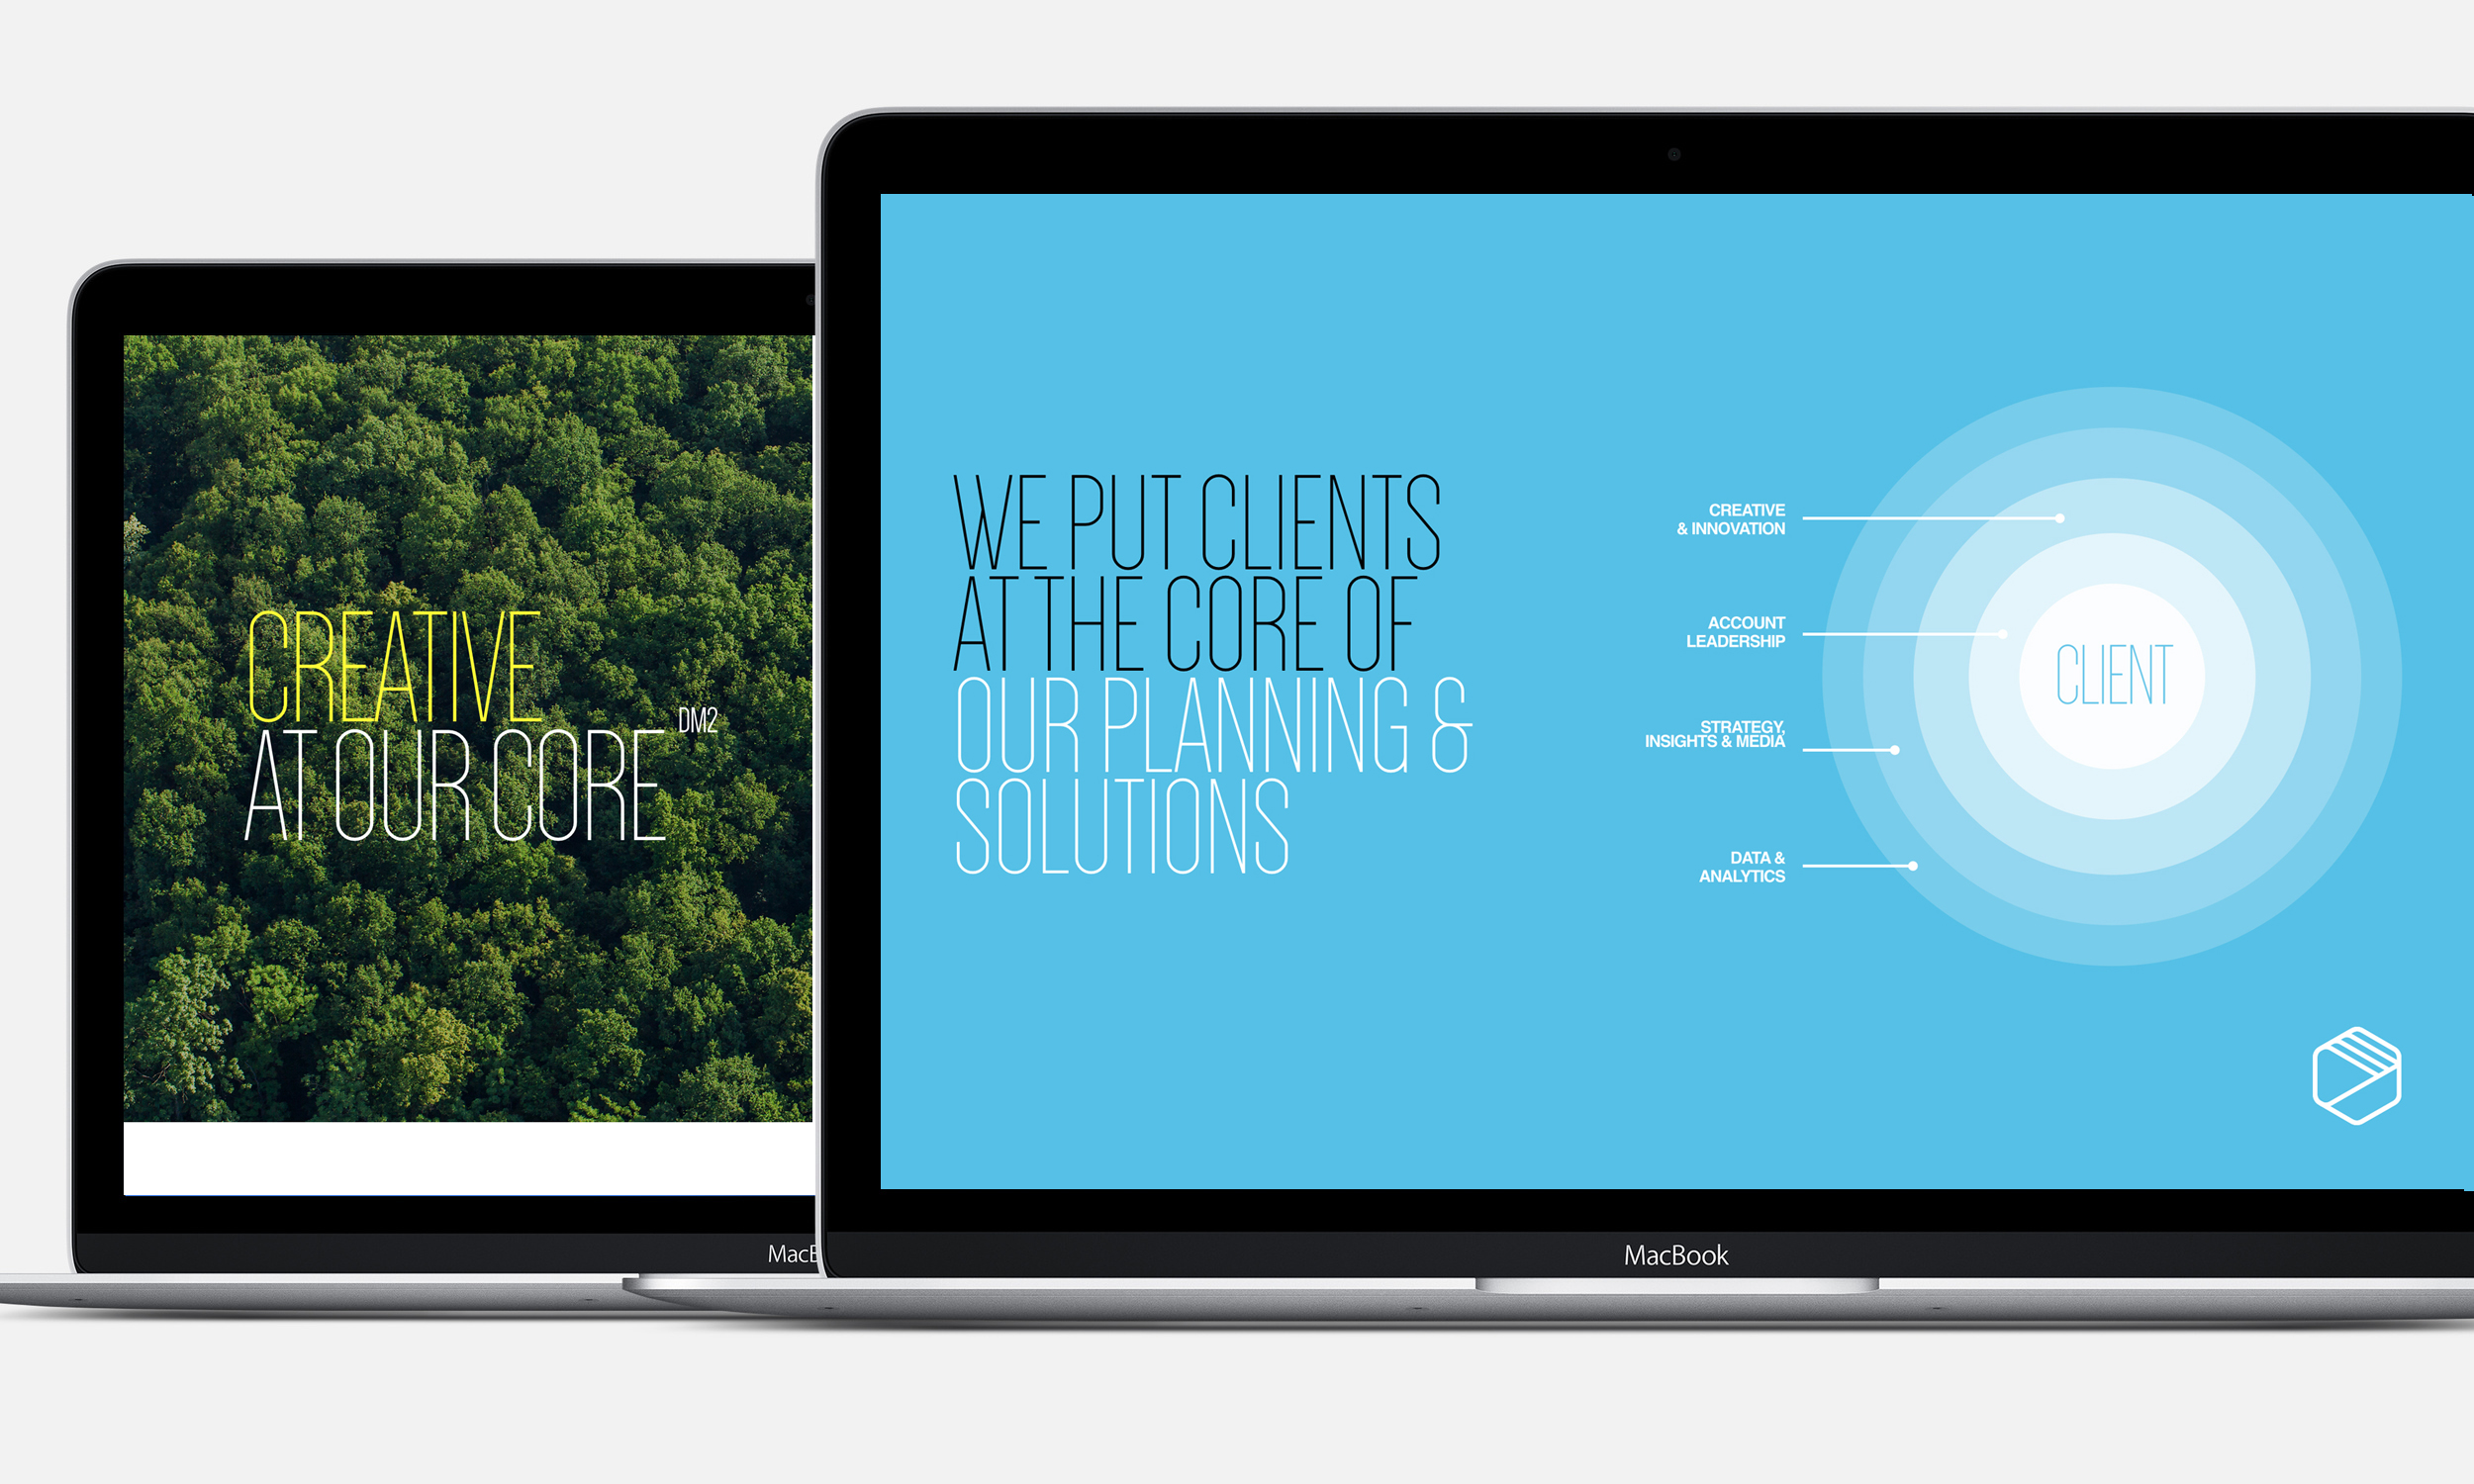 CREATIVE
AT OUR CORE DM2
WE PUT CLIENTS
AT THE CORE OF
OUR PLANNING &
SOLUTIONS
CREATIVE
& INNOVATION
ACCOUNT
LEADERSHIP
STRATEGY,
INSIGHTS & MEDIA
DATA &
ANALYTICS
CLIENT
MacB
MacBook